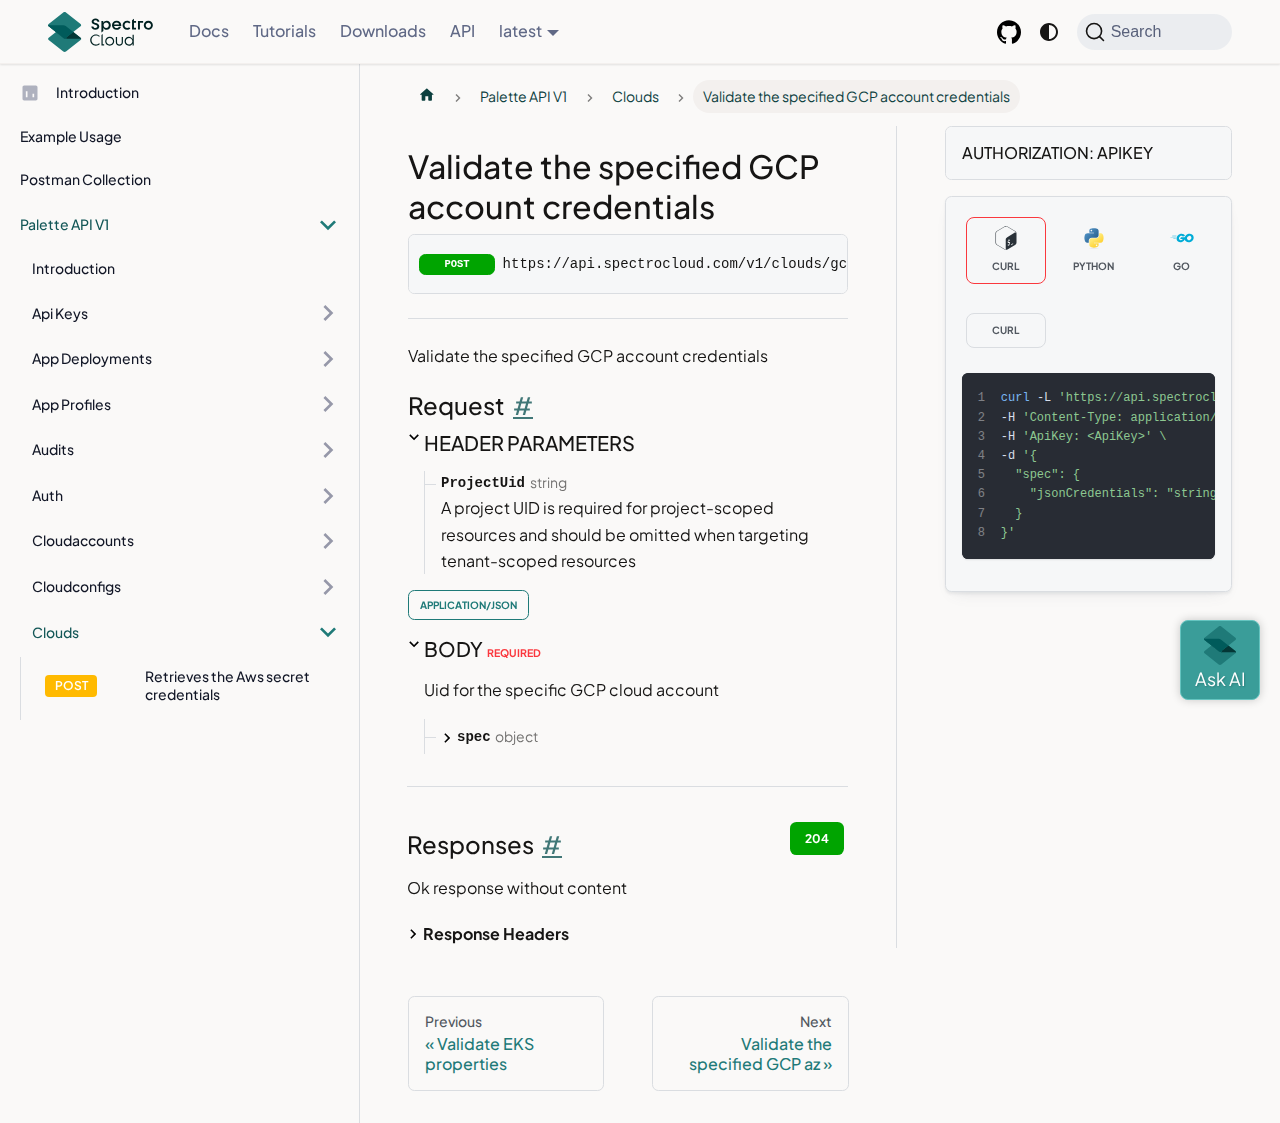 Spectro Cloud
Docs
Tutorials
Downloads
API
latest
Search
Introduction
Example Usage
Postman Collection
Palette API V1
Introduction
Api Keys
App Deployments
App Profiles
Audits
Auth
Cloudaccounts
Cloudconfigs
Clouds
POST
Retrieves the Aws secret
credentials
Palette API V1
Clouds
Validate the specified GCP account credentials
Validate the specified GCP
account credentials
POST https://api.spectrocloud.com/v1/clouds/gc
Validate the specified GCP account credentials
Request #
HEADER PARAMETERS
ProjectUid string
A project UID is required for project-scoped
resources and should be omitted when targeting
tenant-scoped resources
APPLICATION/JSON
BODY REQUIRED
Uid for the specific GCP cloud account
spec object
Responses #
204
Ok response without content
Response Headers
Previous
« Validate EKS
properties
Next
Validate the
specified GCP az »
AUTHORIZATION: APIKEY
CURL
PYTHON
GO
CURL
1 curl -L 'https://api.spectrocl
2 -H 'Content-Type: application/
3 -H 'ApiKey: <ApiKey>' \
4 -d '{
5 "spec": {
6 "jsonCredentials": "string
7 }
8 }'
Ask AI